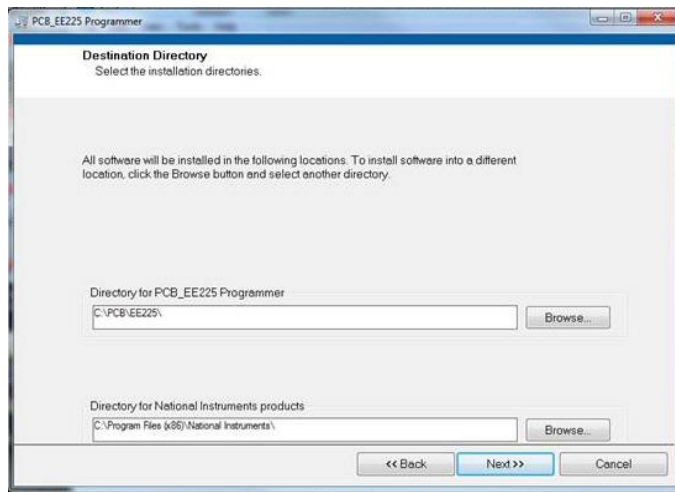 PCB_EE225 Programmer
Destination Directory
Select the installation directories.
All software will be installed in the following locations. To install software into a different
location, click the Browse button and select another directory.
Directory for PCB_EE225 Programmer
C:\PCB\EE225\
Browse...
Directory for National Instruments products
C:\Program Files (x86)\National Instruments\
Browse...
<< Back
Next >>
Cancel